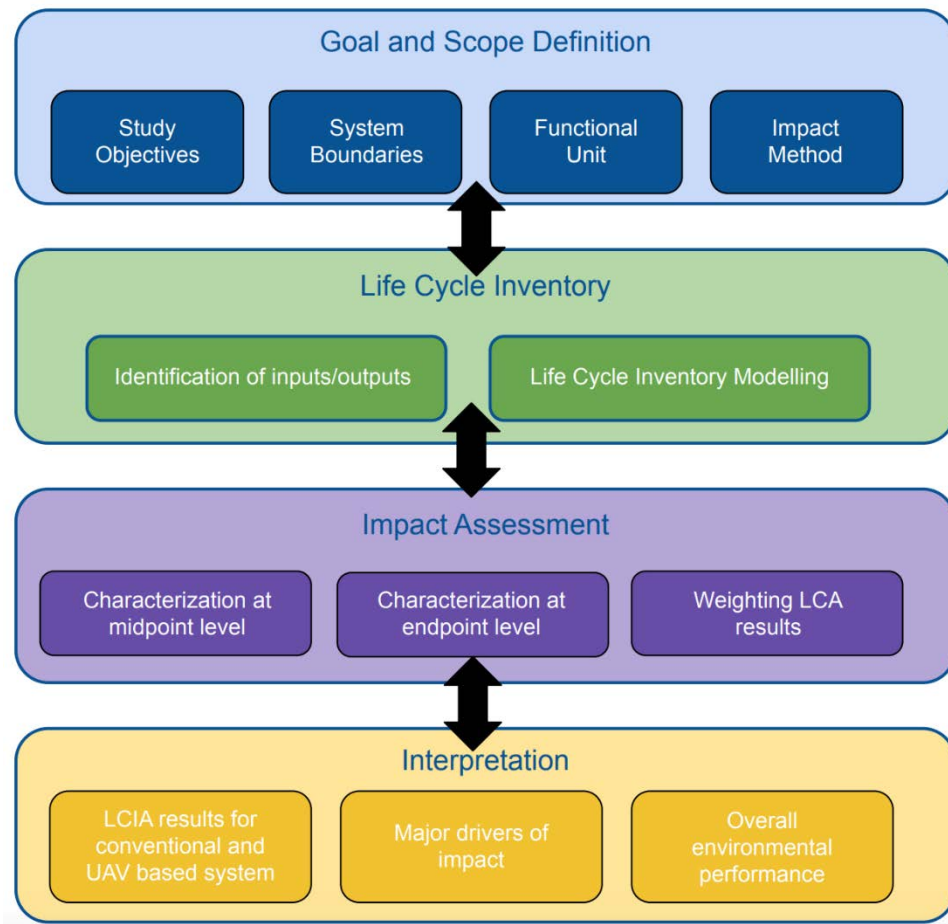 Goal and Scope Definition
Study
Objectives
System
Boundaries
Functional
Unit
Impact
Method
Life Cycle Inventory
Identification of inputs/outputs
Life Cycle Inventory Modelling
Impact Assessment
Characterization at
midpoint level
Characterization at
endpoint level
Weighting LCA
results
Interpretation
LCIA results for
conventional and
UAV based system
Major drivers of
impact
Overall
environmental
performance